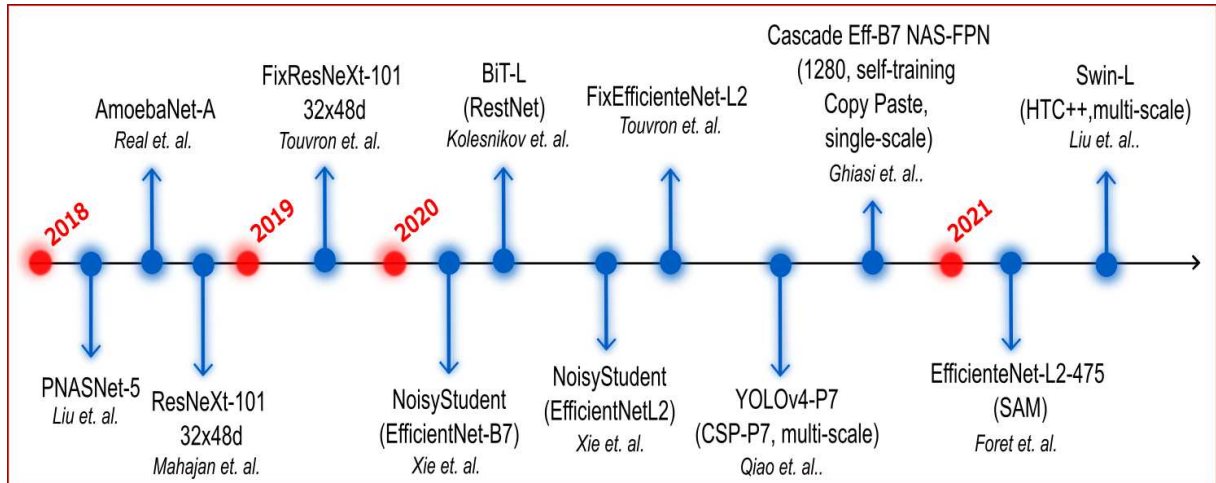 2018
PNASNet-5
Liu et. al.
AmoebaNet-A
Real et. al.
ResNeXt-101
32x48d
Mahajan et. al.
2019
FixResNeXt-101
32x48d
Touvron et. al.
2020
NoisyStudent
(EfficientNet-B7)
Xie et. al.
BiT-L
(RestNet)
Kolesnikov et. al.
NoisyStudent
(EfficientNetL2)
Xie et. al.
FixEfficienteNet-L2
Touvron et. al.
YOLOv4-P7
(CSP-P7, multi-scale)
Qiao et. al..
Cascade Eff-B7 NAS-FPN
(1280, self-training
Copy Paste,
single-scale)
Ghiasi et. al..
2021
EfficienteNet-L2-475
(SAM)
Foret et. al.
Swin-L
(HTC++,multi-scale)
Liu et. al..